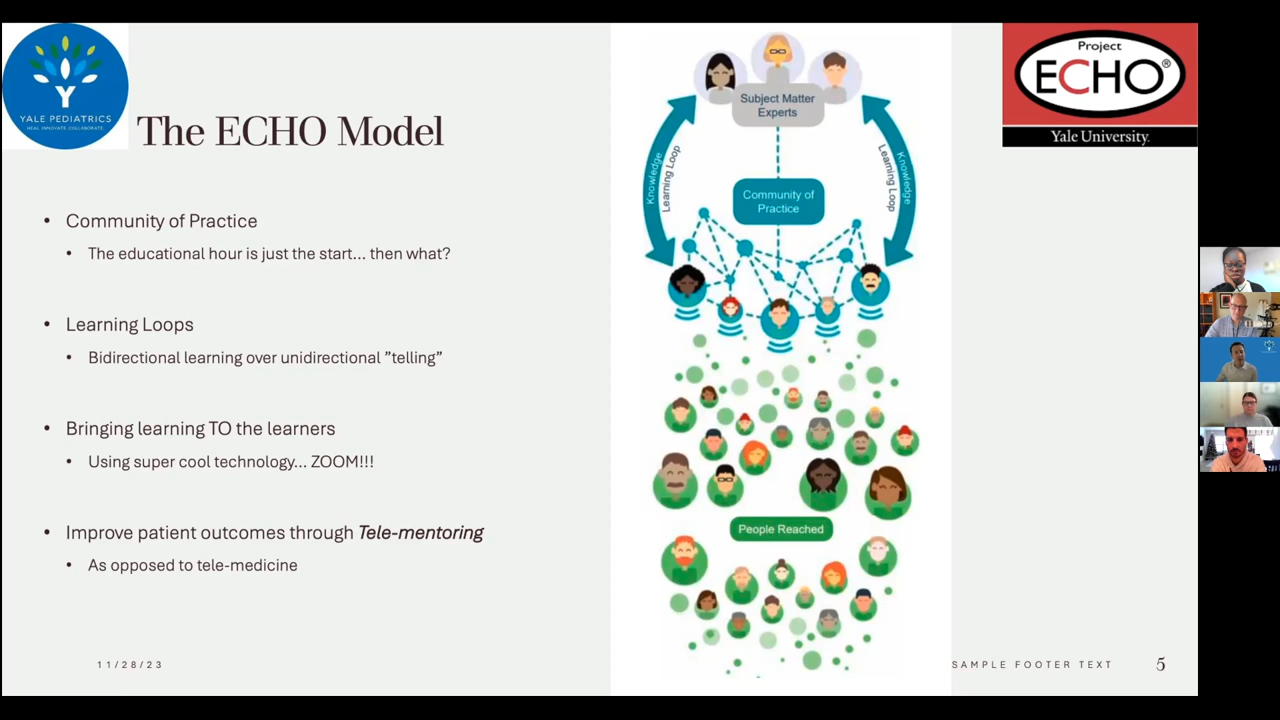 YALE PEDIATRICS
HEAL. INNOVATE. COLLABORATE.
The ECHO Model
• Community of Practice
• The educational hour is just the start... then what?
• Learning Loops
• Bidirectional learning over unidirectional ”telling”
• Bringing learning TO the learners
• Using super cool technology... ZOOM!!!
• Improve patient outcomes through Tele-mentoring
• As opposed to tele-medicine
11/28/23
Subject Matter
Experts
Knowledge
Learning Loop
Knowledge
Learning Loop
Community of
Practice
People Reached
Project
ECHO®
Yale University.
SAMPLE FOOTER TEXT
5